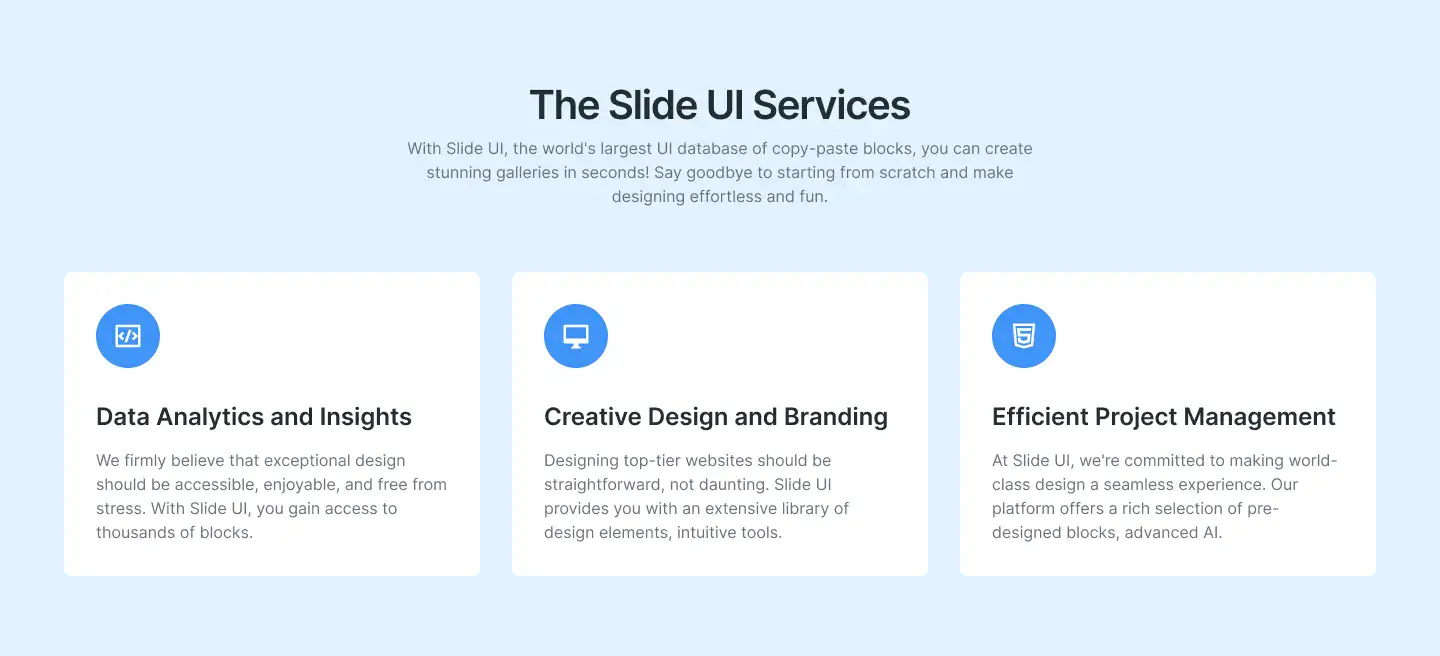 The Slide UI Services
With Slide UI, the world's largest UI database of copy-paste blocks, you can create
stunning galleries in seconds! Say goodbye to starting from scratch and make
designing effortless and fun.
Data Analytics and Insights
We firmly believe that exceptional design
should be accessible, enjoyable, and free from
stress. With Slide UI, you gain access to
thousands of blocks.
Creative Design and Branding
Designing top-tier websites should be
straightforward, not daunting. Slide UI
provides you with an extensive library of
design elements, intuitive tools.
Efficient Project Management
At Slide UI, we're committed to making world-
class design a seamless experience. Our
platform offers a rich selection of pre-
designed blocks, advanced AI.